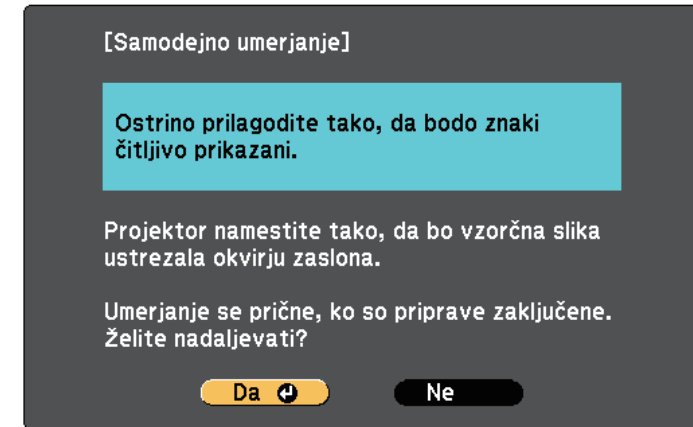 [Samodejno umerjanje]
Ostrino prilagodite tako, da bodo znaki
čitljivo prikazani.
Projektor namestite tako, da bo vzorčna slika
ustrezala okvirju zaslona.
Umerjanje se prične, ko so priprave zaključene.
Želite nadaljevati?
Da
Ne